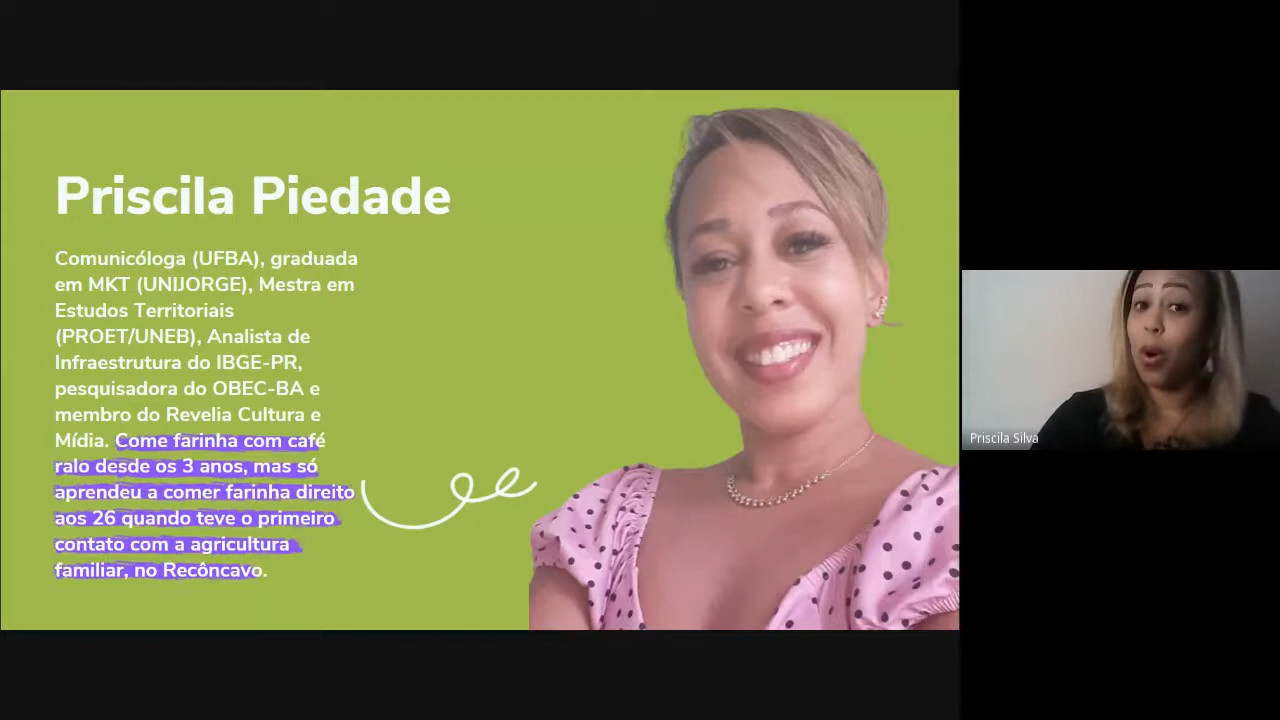 Priscila Piedade
Comunicóloga (UFBA), graduada
em MKT (UNIJORGE), Mestra em
Estudos Territoriais
(PROET/UNEB), Analista de
Infraestrutura do IBGE-PR,
pesquisadora do OBEC-BA e
membro do Revelia Cultura e
Mídia. Come farinha com café
ralo desde os 3 anos, mas só
aprendeu a comer farinha direito
aos 26 quando teve o primeiro
contato com a agricultura
familiar, no Recôncavo.
Priscila Silva